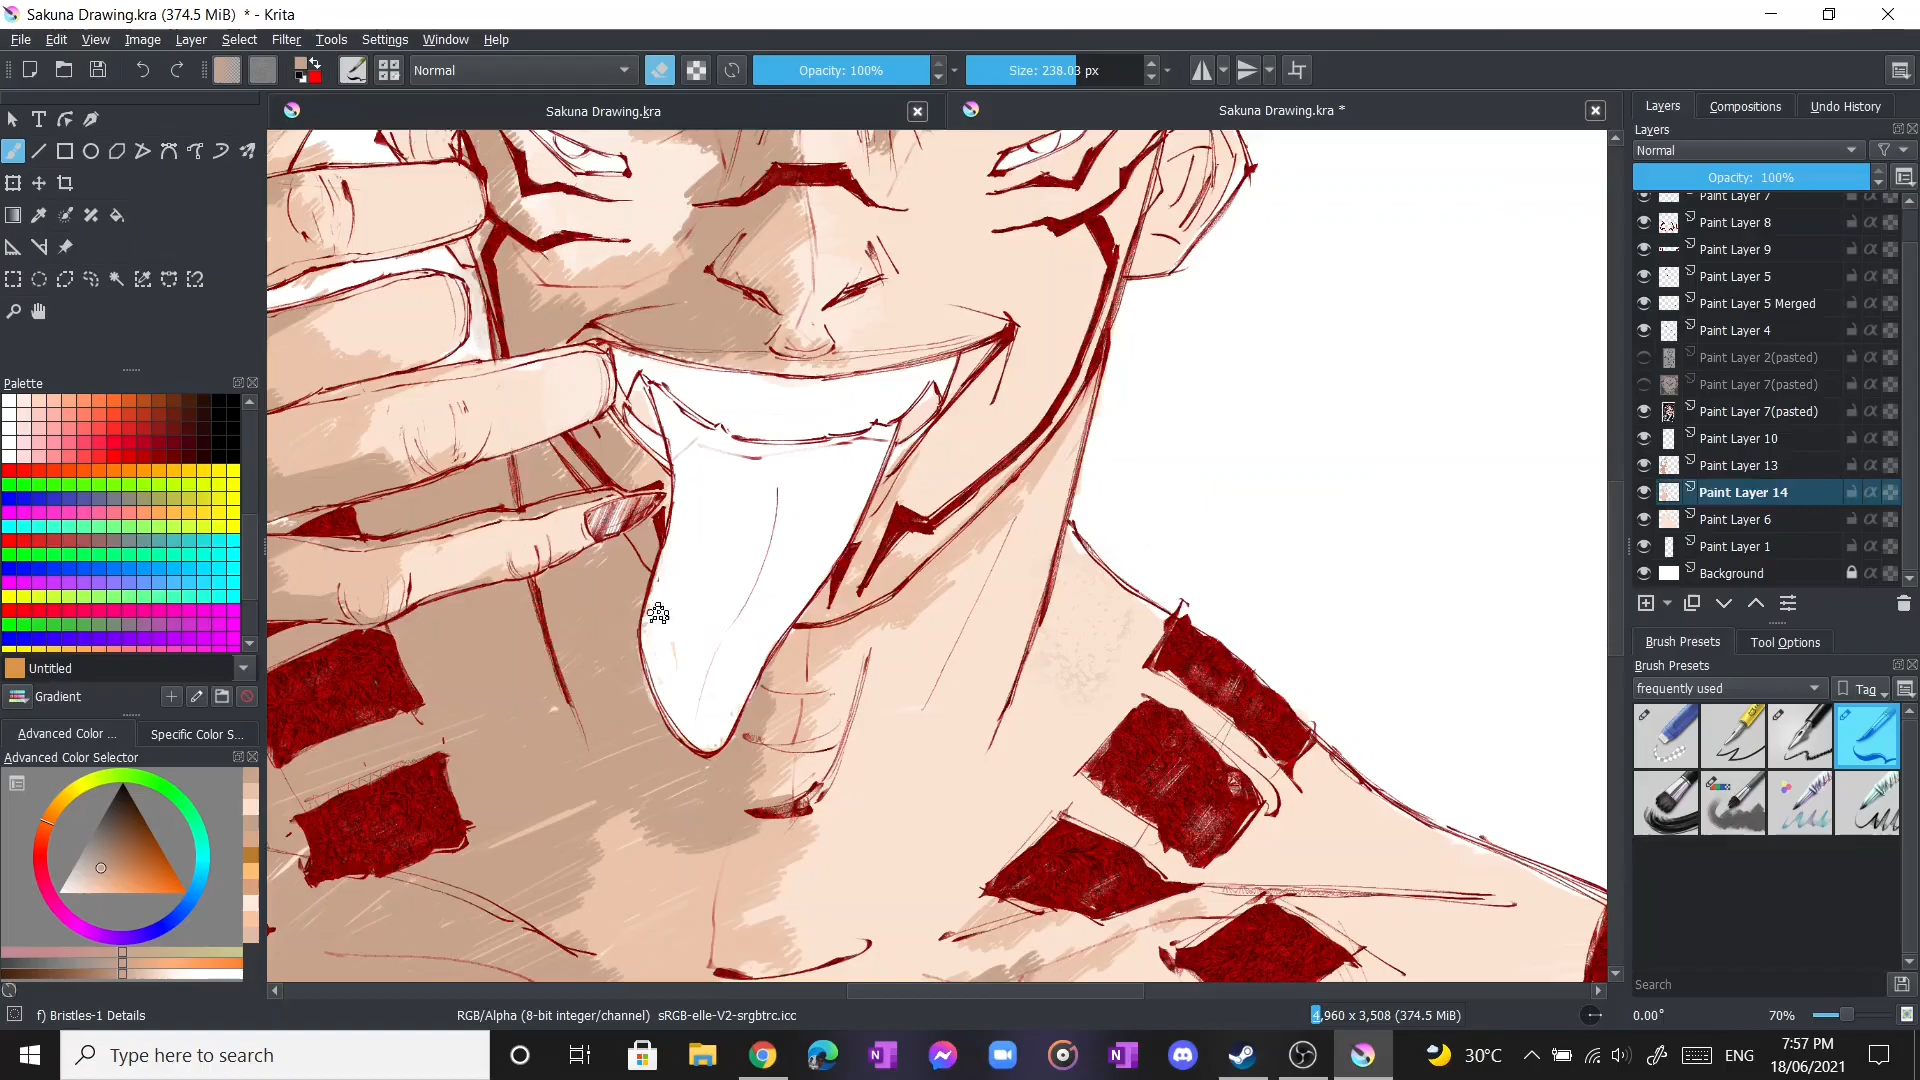 Sakuna Drawing.kra (374.5 MiB) * - Krita
File Edit View Image Layer Select Filter Tools Settings Window Help
Normal
Opacity: 100%
Size: 238.03 px
Sakuna Drawing.kra
Sakuna Drawing.kra *
Layers Compositions Undo History
Layers
Normal
Opacity: 100%
Paint Layer 7
Paint Layer 8
Paint Layer 9
Paint Layer 5
Paint Layer 5 Merged
Paint Layer 4
Paint Layer 2(pasted)
Paint Layer 7(pasted)
Paint Layer 7(pasted)
Paint Layer 10
Paint Layer 13
Paint Layer 14
Paint Layer 6
Paint Layer 1
Background
Palette
Untitled
Gradient
Advanced Color ... Specific Color S...
Advanced Color Selector
Brush Presets Tool Options
Brush Presets
frequently used
Tag
Search
f) Bristles-1 Details
RGB/Alpha (8-bit integer/channel) sRGB-elle-V2-srgbtrc.icc
4,960 x 3,508 (374.5 MiB)
0.00°
70%
Type here to search
30°C
ENG
7:57 PM
18/06/2021